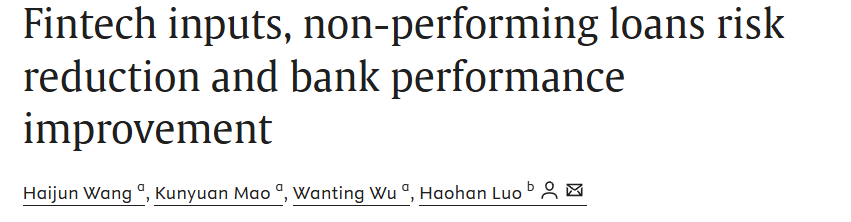 Fintech inputs, non-performing loans risk
reduction and bank performance
improvement
Haijun Wang a, Kunyuan Mao a, Wanting Wu a, Haohan Luo b